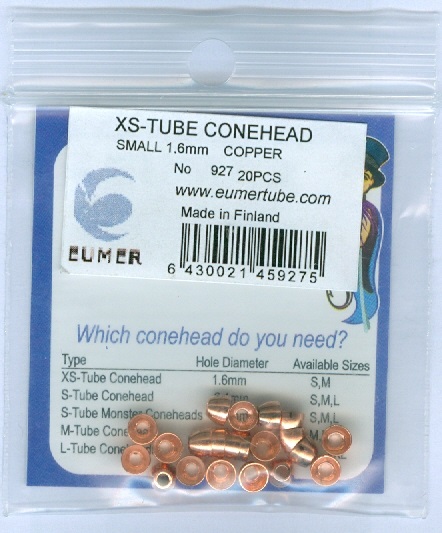 XS-TUBE CONEHEAD
SMALL 1.6mm COPPER
No 927 20PCS
www.eumertube.com
Made in Finland
EUMER
6 430021 459275
Which conehead do you need?
Type Hole Diameter Available Sizes
XS-Tube Conehead 1.6mm S,M
S-Tube Conehead S,M,L
S-Tube Monster Coneheads S,M,L
M-Tube
L-Tube